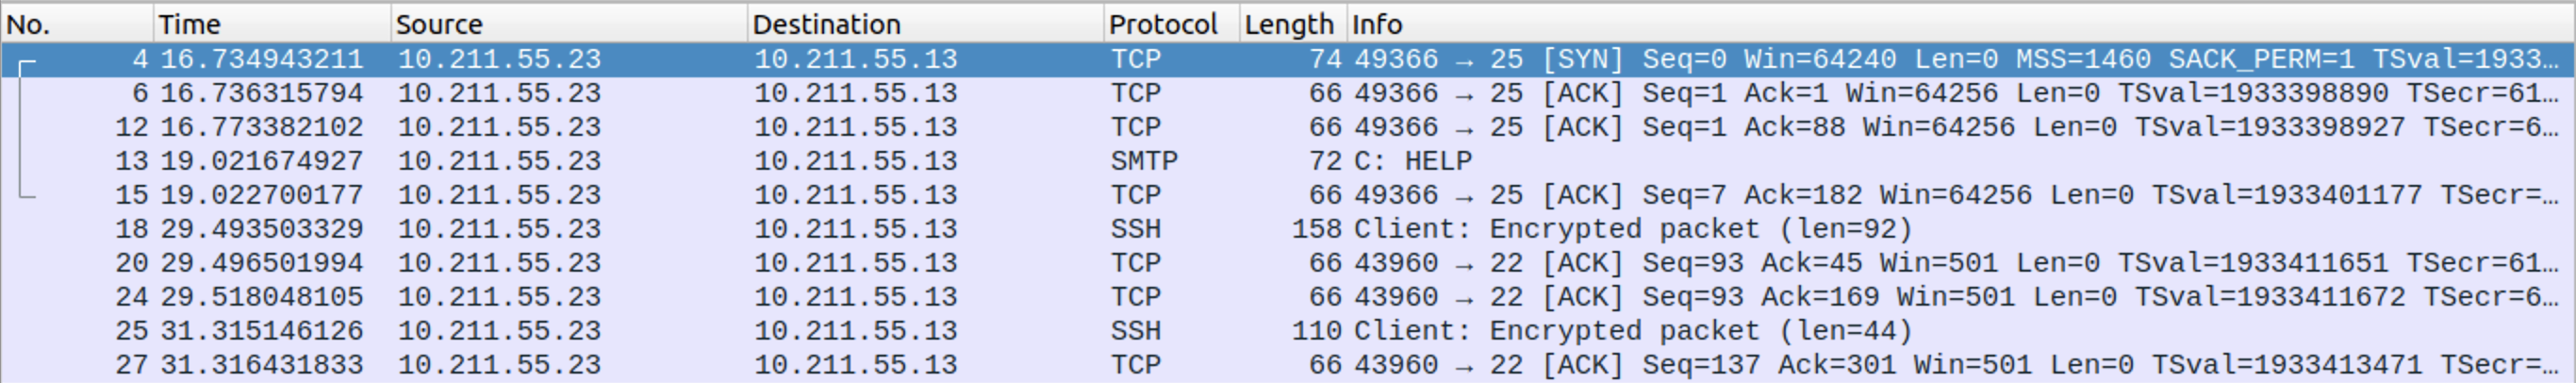 No. Time Source Destination Protocol Length Info
4 16.734943211 10.211.55.23 10.211.55.13 TCP 74 49366 → 25 [SYN] Seq=0 Win=64240 Len=0 MSS=1460 SACK_PERM=1 TSval=1933…
6 16.736315794 10.211.55.23 10.211.55.13 TCP 66 49366 → 25 [ACK] Seq=1 Ack=1 Win=64256 Len=0 TSval=1933398890 TSecr=61…
12 16.773382102 10.211.55.23 10.211.55.13 TCP 66 49366 → 25 [ACK] Seq=1 Ack=88 Win=64256 Len=0 TSval=1933398927 TSecr=6…
13 19.021674927 10.211.55.23 10.211.55.13 SMTP 72 C: HELP
15 19.022700177 10.211.55.23 10.211.55.13 TCP 66 49366 → 25 [ACK] Seq=7 Ack=182 Win=64256 Len=0 TSval=1933401177 TSecr=…
18 29.493503329 10.211.55.23 10.211.55.13 SSH 158 Client: Encrypted packet (len=92)
20 29.496501994 10.211.55.23 10.211.55.13 TCP 66 43960 → 22 [ACK] Seq=93 Ack=45 Win=501 Len=0 TSval=1933411651 TSecr=61…
24 29.518048105 10.211.55.23 10.211.55.13 TCP 66 43960 → 22 [ACK] Seq=93 Ack=169 Win=501 Len=0 TSval=1933411672 TSecr=6…
25 31.315146126 10.211.55.23 10.211.55.13 SSH 110 Client: Encrypted packet (len=44)
27 31.316431833 10.211.55.23 10.211.55.13 TCP 66 43960 → 22 [ACK] Seq=137 Ack=301 Win=501 Len=0 TSval=1933413471 TSecr=…